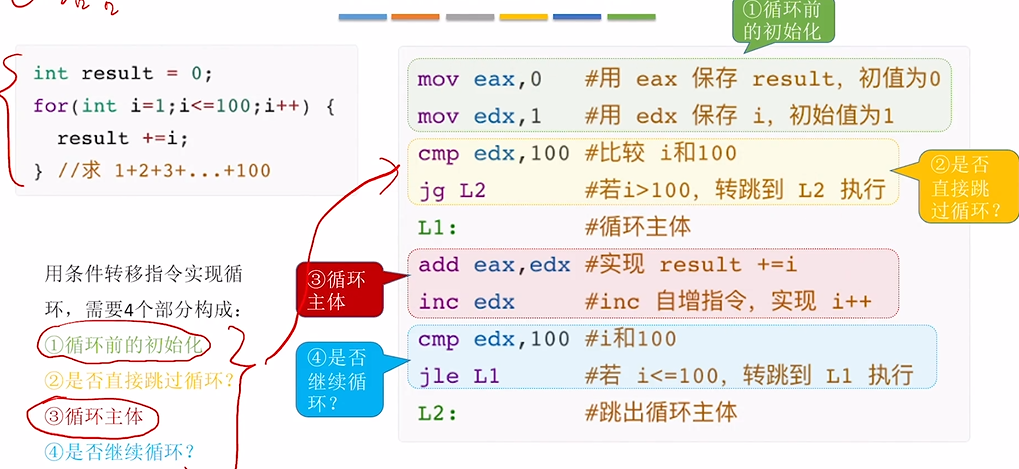 ①循环前
的初始化
int result = 0;
for(int i=1;i<=100;i++) {
result +=i;
} //求 1+2+3+...+100
mov eax,0 #用 eax 保存 result，初值为0
mov edx,1 #用 edx 保存 i，初始值为1
cmp edx,100 #比较 i和100
jg L2 #若i>100，转跳到 L2 执行
L1: #循环主体
add eax,edx #实现 result +=i
inc edx #inc 自增指令，实现 i++
cmp edx,100 #i和100
jle L1 #若 i<=100，转跳到 L1 执行
L2: #跳出循环主体
②是否
直接跳
过循环？
③循环
主体
④是否
继续循
环？
用条件转移指令实现循
环，需要4个部分构成：
①循环前的初始化
②是否直接跳过循环？
③循环主体
④是否继续循环？